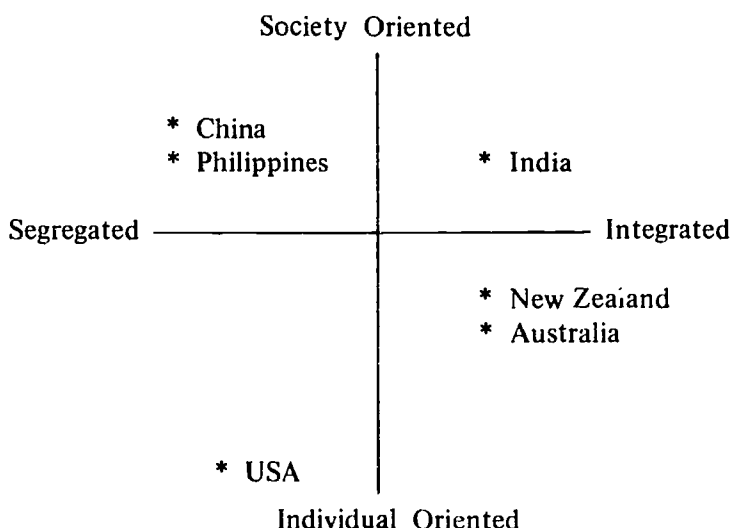 Society Oriented
* China
* Philippines
* India
Segregated
Integrated
* New Zealand
* Australia
* USA
Individual Oriented